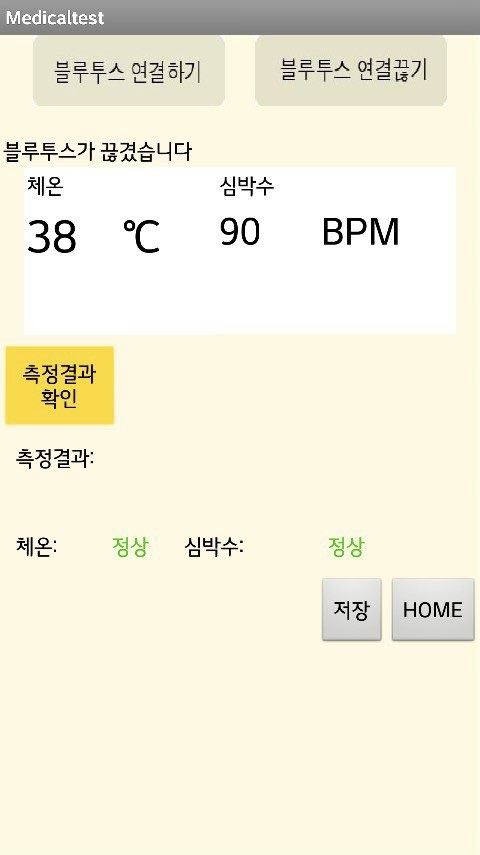 Medicaltest
블루투스 연결하기 블루투스 연결끊기
블루투스가 끊겼습니다
체온 심박수
38 ℃ 90 BPM
측정결과
확인
측정결과:
체온: 정상 심박수: 정상
저장 HOME